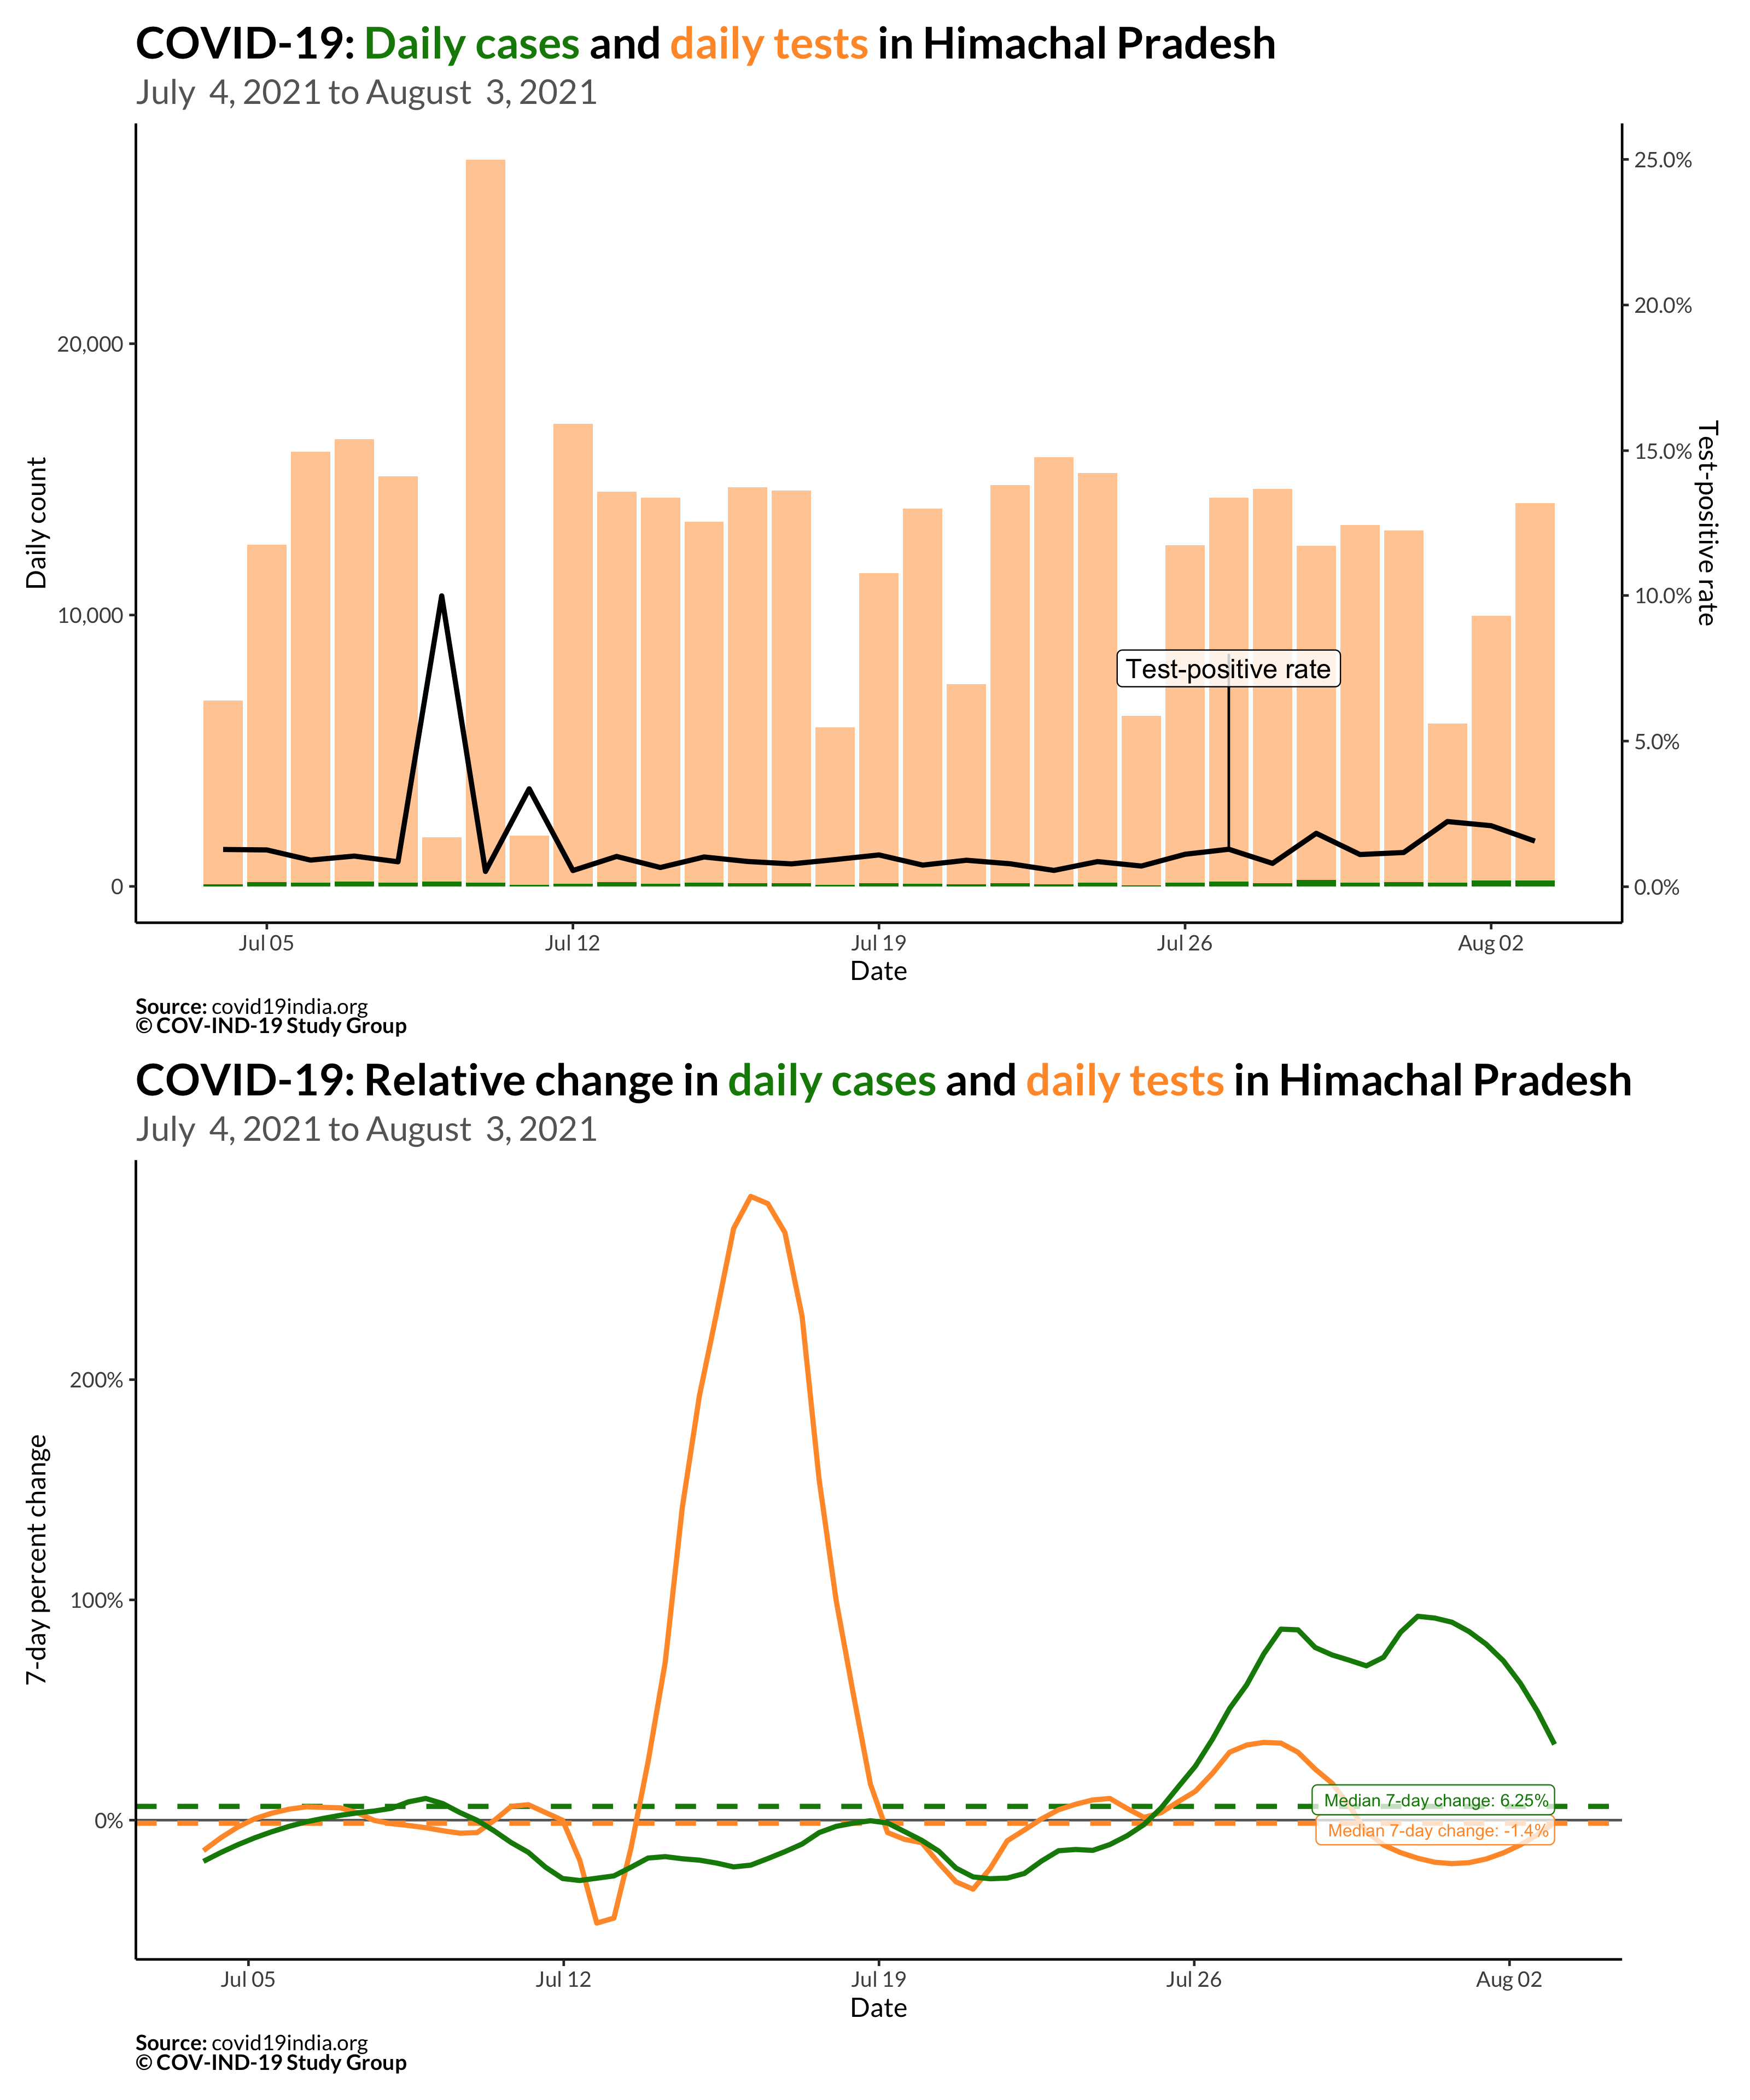 COVID-19: Daily cases and daily tests in Himachal Pradesh
July  4, 2021 to August  3, 2021
25.0%
20.0%
20,000
15.0%
Daily count
Test-positive rate
10,000
10.0%
Test-positive rate
5.0%
0
0.0%
Jul 05
Jul 12
Jul 19
Jul 26
Aug 02
Date
Source: covid19india.org
© COV-IND-19 Study Group
COVID-19: Relative change in daily cases and daily tests in Himachal Pradesh
July  4, 2021 to August  3, 2021
200%
7-day percent change
100%
Median 7-day change: 6.25%
0%
Median 7-day change: -1.4%
Jul 05
Jul 12
Jul 19
Jul 26
Aug 02
Date
Source: covid19india.org
© COV-IND-19 Study Group